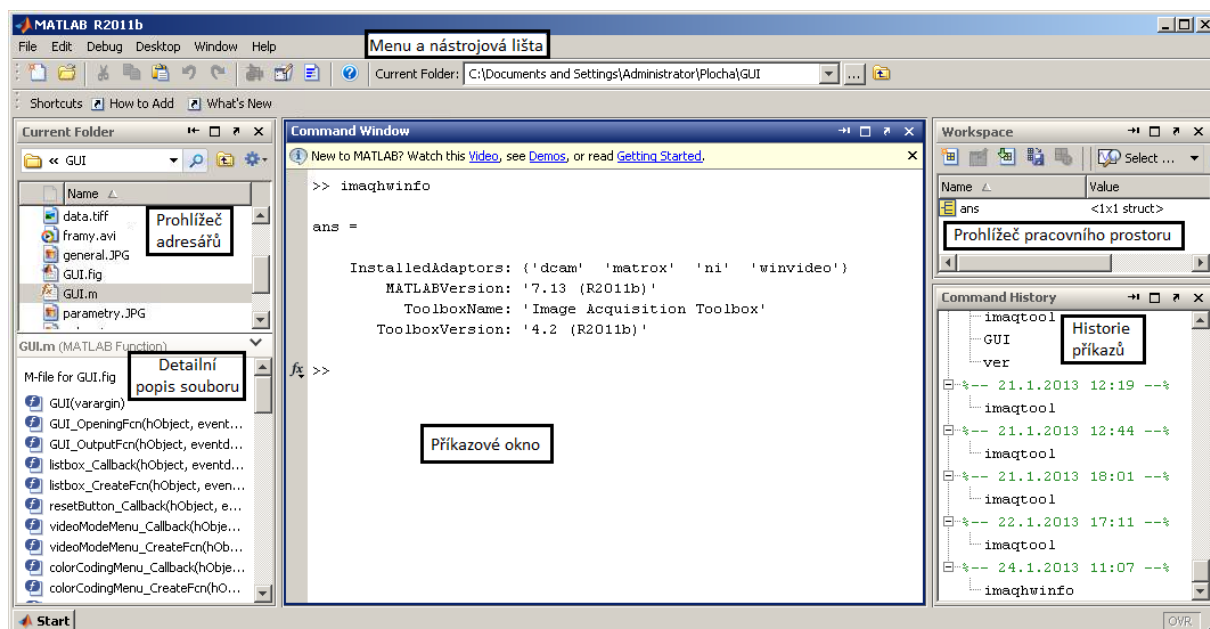 MATLAB R2011b
File Edit Debug Desktop Window Help
Menu a nástrojová lišta
Current Folder: C:\Documents and Settings\Administrator\Plocha\GUI
...
Shortcuts How to Add What's New
Current Folder
« GUI
Name
data.tiff
framy.avi
general.JPG
GUI.fig
GUI.m
parametry.JPG
Prohlížeč
adresářů
GUI.m (MATLAB Function)
M-file for GUI.fig
Detailní
popis souboru
GUI(varargin)
GUI_OpeningFcn(hObject, event...
GUI_OutputFcn(hObject, eventd...
listbox_Callback(hObject, eventd...
listbox_CreateFcn(hObject, even...
resetButton_Callback(hObject, e...
videoModeMenu_Callback(hObje...
videoModeMenu_CreateFcn(hOb...
colorCodingMenu_Callback(hObje...
colorCodingMenu_CreateFcn(hO...
Command Window
New to MATLAB? Watch this Video, see Demos, or read Getting Started.
>> imaqhwinfo
ans =
InstalledAdaptors: {'dcam' 'matrox' 'ni' 'winvideo'}
MATLABVersion: '7.13 (R2011b)'
ToolboxName: 'Image Acquisition Toolbox'
ToolboxVersion: '4.2 (R2011b)'
fx >>
Příkazové okno
Workspace
Select ...
Name Value
ans <1x1 struct>
Prohlížeč pracovního prostoru
Command History
imaqtool
GUI
ver
Historie
příkazů
%-- 21.1.2013 12:19 --%
imaqtool
%-- 21.1.2013 12:44 --%
imaqtool
%-- 21.1.2013 18:01 --%
imaqtool
%-- 22.1.2013 17:11 --%
imaqtool
%-- 24.1.2013 11:07 --%
imaqhwinfo
Start
OVR